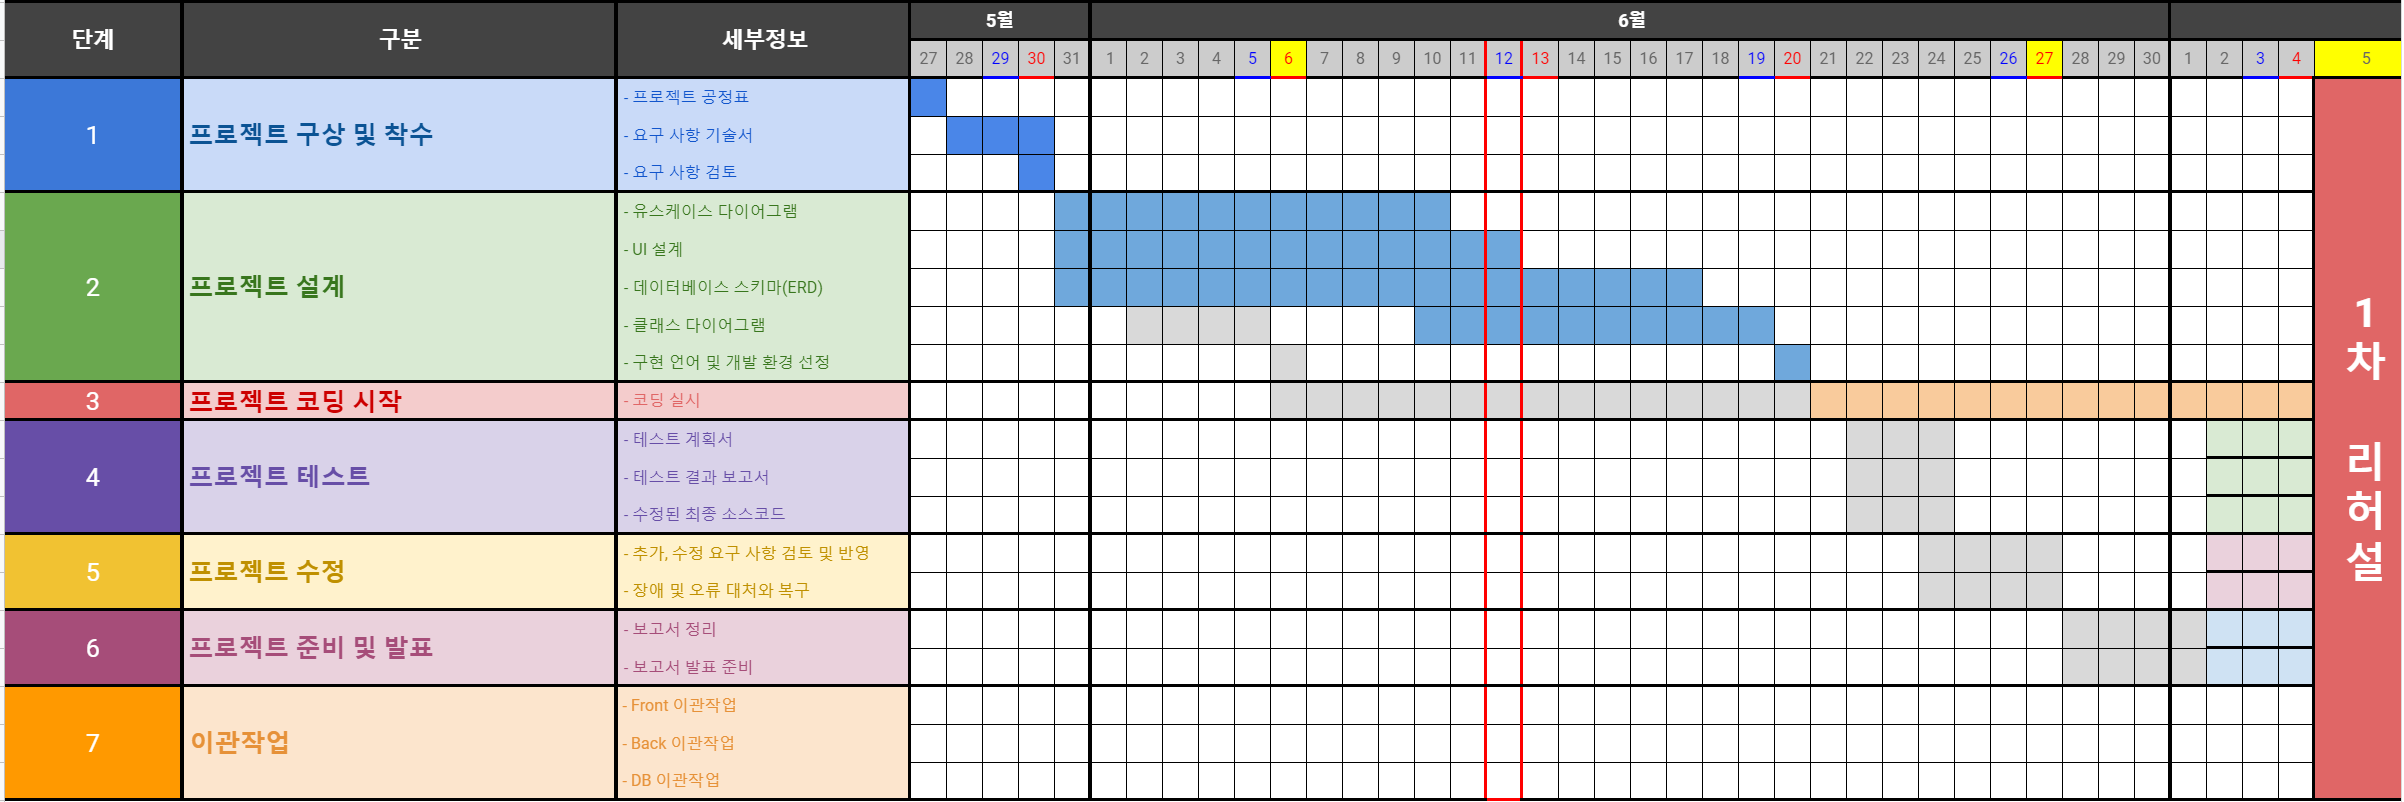 단계 구분 세부정보 5월 6월
27 28 29 30 31 1 2 3 4 5 6 7 8 9 10 11 12 13 14 15 16 17 18 19 20 21 22 23 24 25 26 27 28 29 30 1 2 3 4 5
1 프로젝트 구상 및 착수
- 프로젝트 공정표
- 요구 사항 기술서
- 요구 사항 검토
2 프로젝트 설계
- 유스케이스 다이어그램
- UI 설계
- 데이터베이스 스키마(ERD)
- 클래스 다이어그램
- 구현 언어 및 개발 환경 선정
3 프로젝트 코딩 시작
- 코딩 실시
4 프로젝트 테스트
- 테스트 계획서
- 테스트 결과 보고서
- 수정된 최종 소스코드
5 프로젝트 수정
- 추가, 수정 요구 사항 검토 및 반영
- 장애 및 오류 대처와 복구
6 프로젝트 준비 및 발표
- 보고서 정리
- 보고서 발표 준비
7 이관작업
- Front 이관작업
- Back 이관작업
- DB 이관작업
1
차
리
허
설